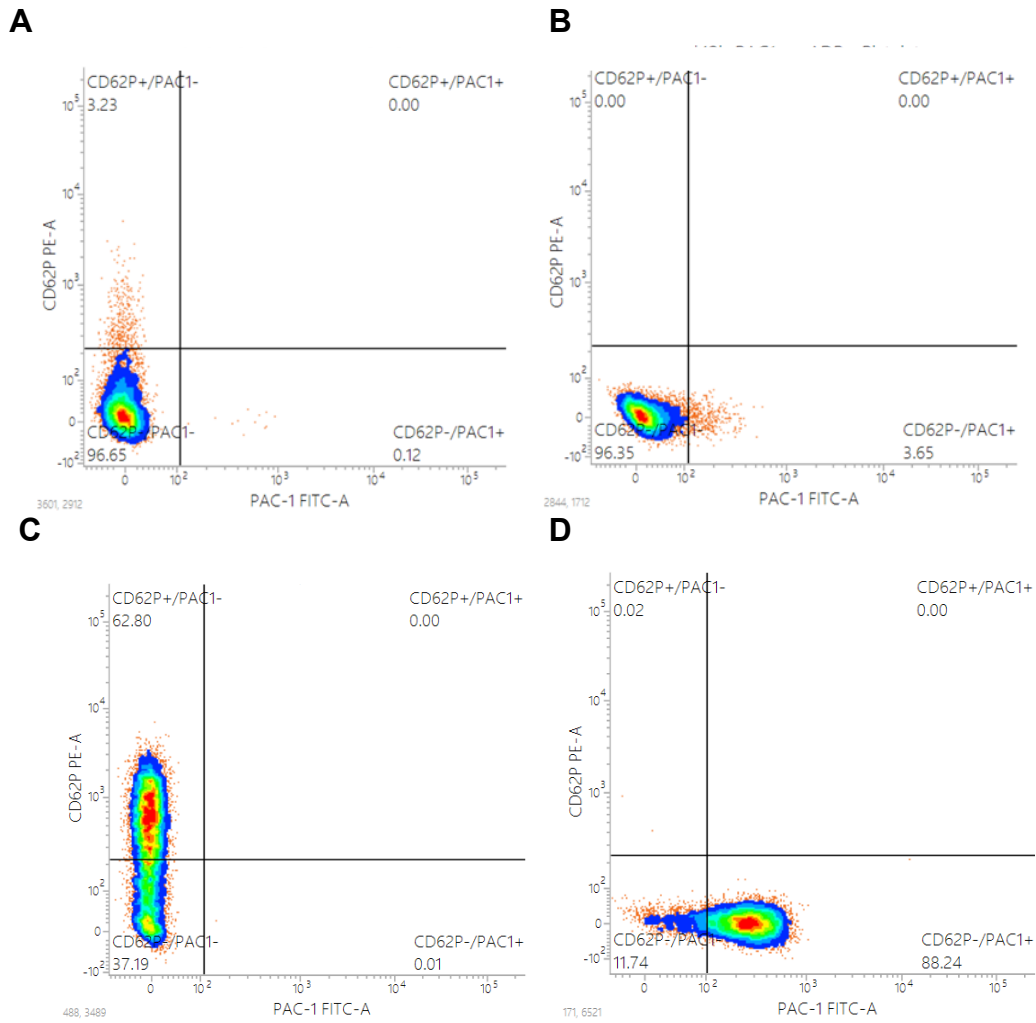 A
CD62P+/PAC1- CD62P+/PAC1+
3.23 0.00
10^5
10^4
10^3
10^2
0
-10^2
CD62P PE-A
CD62P-/PAC1- CD62P-/PAC1+
96.65 0.12
0 10^2 10^3 10^4 10^5
3601, 2912
PAC-1 FITC-A
B
CD62P+/PAC1- CD62P+/PAC1+
0.00 0.00
10^5
10^4
10^3
10^2
0
-10^2
CD62P PE-A
CD62P-/PAC1- CD62P-/PAC1+
96.35 3.65
0 10^2 10^3 10^4 10^5
2844, 1712
PAC-1 FITC-A
C
CD62P+/PAC1- CD62P+/PAC1+
62.80 0.00
10^5
10^4
10^3
10^2
0
-10^2
CD62P PE-A
CD62P-/PAC1- CD62P-/PAC1+
37.19 0.01
0 10^2 10^3 10^4 10^5
488, 3489
PAC-1 FITC-A
D
CD62P+/PAC1- CD62P+/PAC1+
0.02 0.00
10^5
10^4
10^3
10^2
0
-10^2
CD62P PE-A
CD62P-/PAC1- CD62P-/PAC1+
11.74 88.24
0 10^2 10^3 10^4 10^5
171, 6521
PAC-1 FITC-A